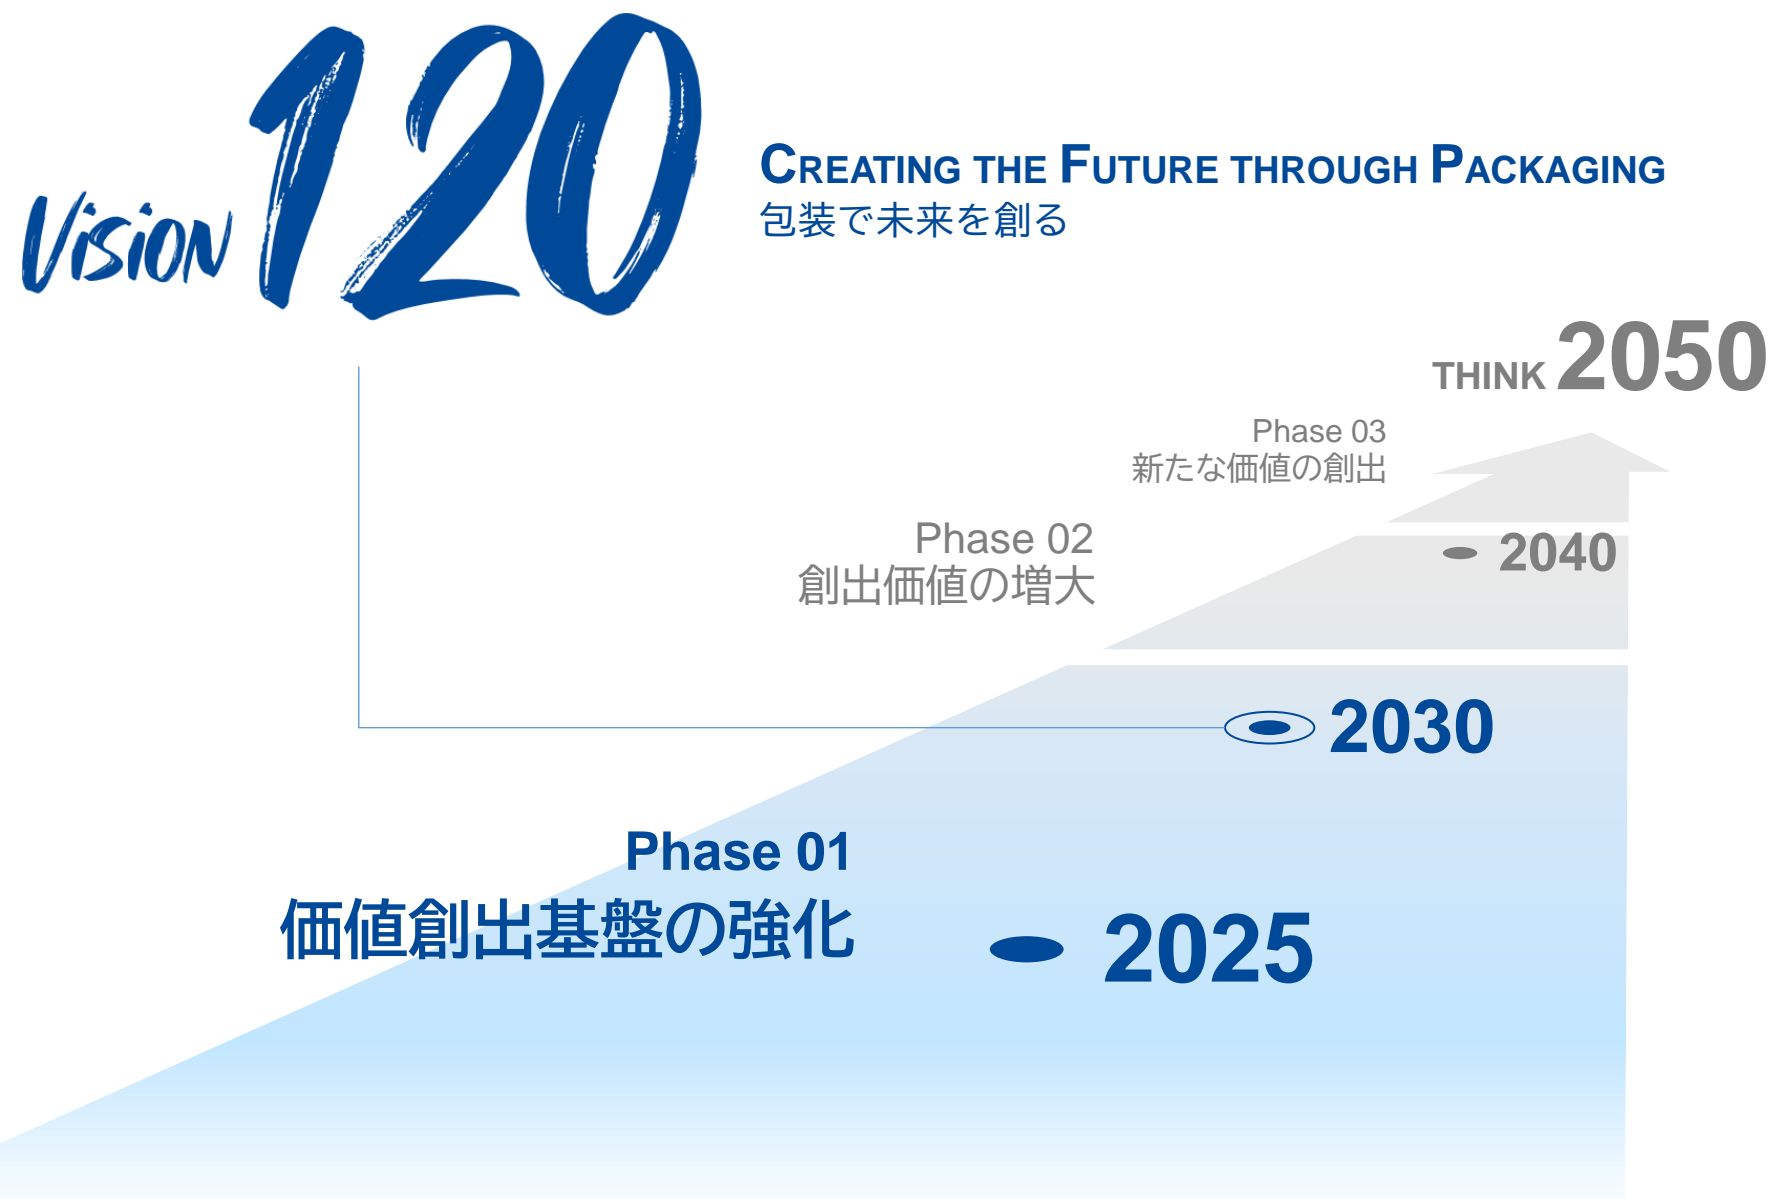 Vision 120
CREATING THE FUTURE THROUGH PACKAGING
包装で未来を創る
THINK 2050
Phase 03
新たな価値の創出
Phase 02
創出価値の増大
2040
2030
Phase 01
価値創出基盤の強化
2025